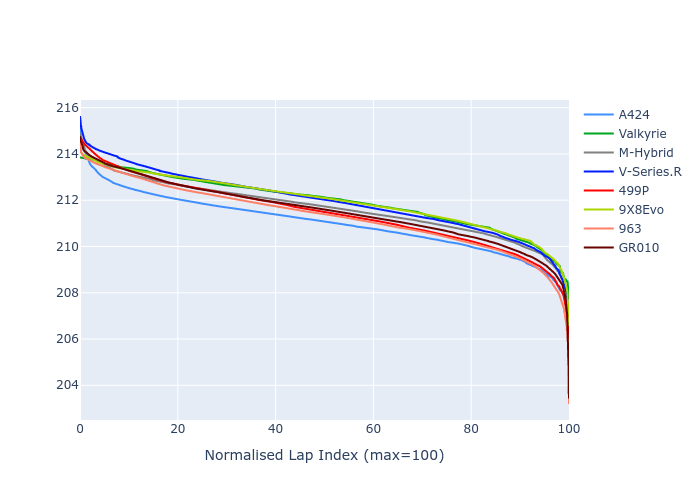 216
214
212
210
208
206
204
0 20 40 60 80 100
Normalised Lap Index (max=100)
A424
Valkyrie
M-Hybrid
V-Series.R
499P
9X8Evo
963
GR010